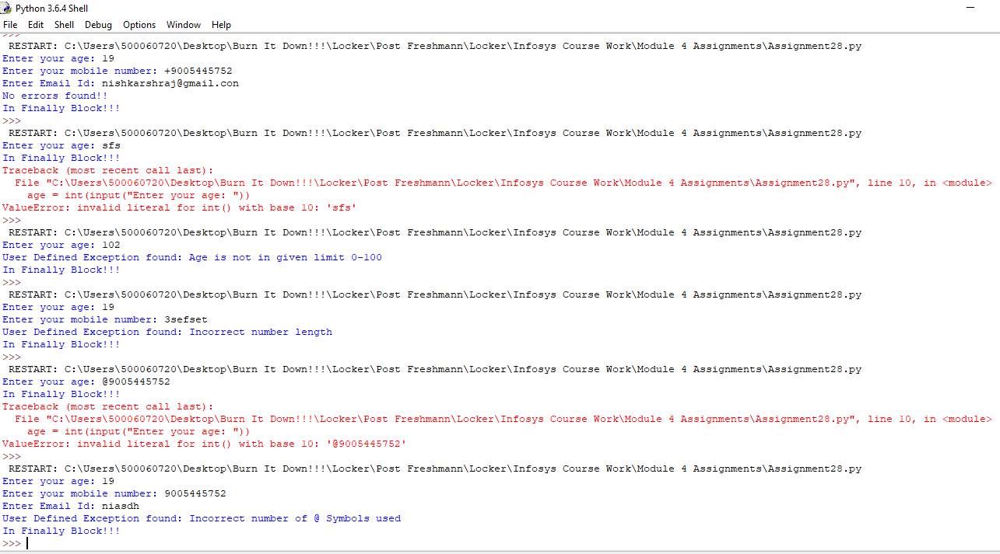 Python 3.6.4 Shell
File Edit Shell Debug Options Window Help
>>>
 RESTART: C:\Users\500060720\Desktop\Burn It Down!!!\Locker\Post Freshmann\Locker\Infosys Course Work\Module 4 Assignments\Assignment28.py
Enter your age: 19
Enter your mobile number: +9005445752
Enter Email Id: nishkarshraj@gmail.con
No errors found!!
In Finally Block!!!
>>>
 RESTART: C:\Users\500060720\Desktop\Burn It Down!!!\Locker\Post Freshmann\Locker\Infosys Course Work\Module 4 Assignments\Assignment28.py
Enter your age: sfs
In Finally Block!!!
Traceback (most recent call last):
  File "C:\Users\500060720\Desktop\Burn It Down!!!\Locker\Post Freshmann\Locker\Infosys Course Work\Module 4 Assignments\Assignment28.py", line 10, in <module>
    age = int(input("Enter your age: "))
ValueError: invalid literal for int() with base 10: 'sfs'
>>>
 RESTART: C:\Users\500060720\Desktop\Burn It Down!!!\Locker\Post Freshmann\Locker\Infosys Course Work\Module 4 Assignments\Assignment28.py
Enter your age: 102
User Defined Exception found: Age is not in given limit 0-100
In Finally Block!!!
>>>
 RESTART: C:\Users\500060720\Desktop\Burn It Down!!!\Locker\Post Freshmann\Locker\Infosys Course Work\Module 4 Assignments\Assignment28.py
Enter your age: 19
Enter your mobile number: 3sefset
User Defined Exception found: Incorrect number length
In Finally Block!!!
>>>
 RESTART: C:\Users\500060720\Desktop\Burn It Down!!!\Locker\Post Freshmann\Locker\Infosys Course Work\Module 4 Assignments\Assignment28.py
Enter your age: @9005445752
In Finally Block!!!
Traceback (most recent call last):
  File "C:\Users\500060720\Desktop\Burn It Down!!!\Locker\Post Freshmann\Locker\Infosys Course Work\Module 4 Assignments\Assignment28.py", line 10, in <module>
    age = int(input("Enter your age: "))
ValueError: invalid literal for int() with base 10: '@9005445752'
>>>
 RESTART: C:\Users\500060720\Desktop\Burn It Down!!!\Locker\Post Freshmann\Locker\Infosys Course Work\Module 4 Assignments\Assignment28.py
Enter your age: 19
Enter your mobile number: 9005445752
Enter Email Id: niasdh
User Defined Exception found: Incorrect number of @ Symbols used
In Finally Block!!!
>>>